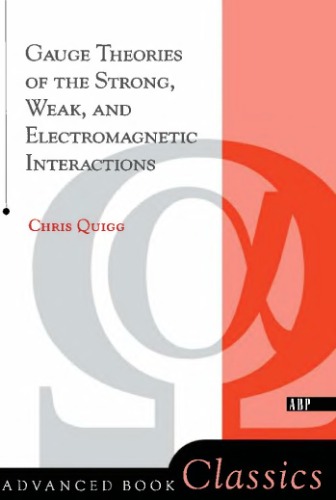 GAUGE THEORIES
OF THE STRONG,
WEAK, AND
ELECTROMAGNETIC
INTERACTIONS
CHRIS QUIGG
ABP
ADVANCED BOOK Classics